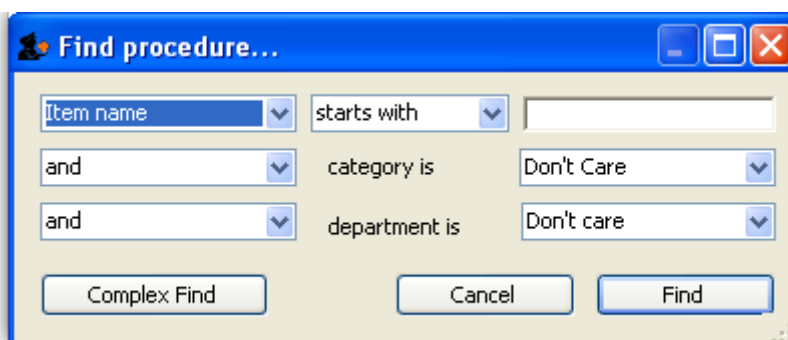 Find procedure...
Item name starts with
and category is Don't Care
and department is Don't care
Complex Find Cancel Find